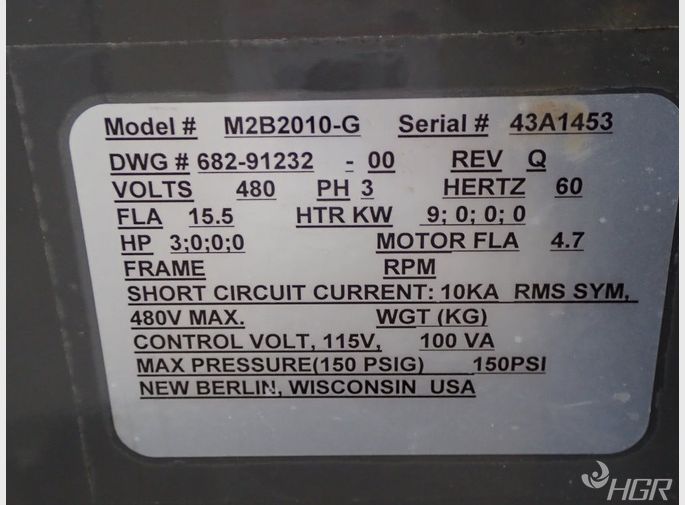 Model # M2B2010-G Serial # 43A1453
DWG # 682-91232 - 00 REV Q
VOLTS 480 PH 3 HERTZ 60
FLA 15.5 HTR KW 9; 0; 0; 0
HP 3;0;0;0 MOTOR FLA 4.7
FRAME RPM
SHORT CIRCUIT CURRENT: 10KA RMS SYM,
480V MAX. WGT (KG)
CONTROL VOLT, 115V, 100 VA
MAX PRESSURE(150 PSIG) 150PSI
NEW BERLIN, WISCONSIN USA
HGR